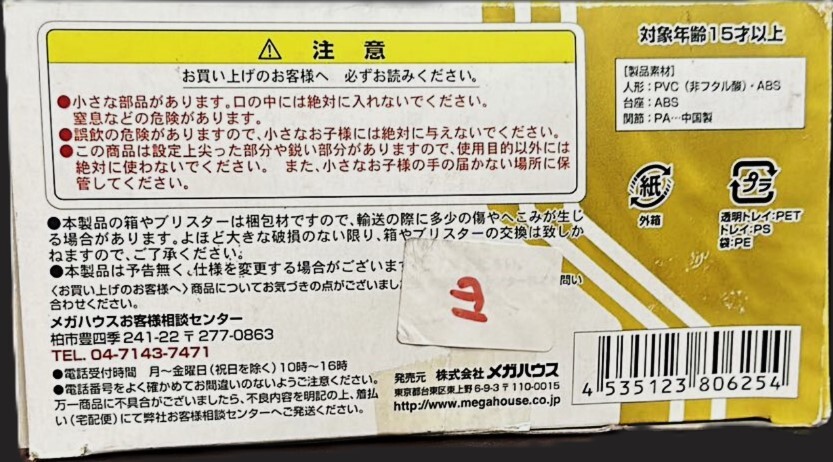 ⚠ 注意
お買い上げのお客様へ 必ずお読みください。
●小さな部品があります。口の中には絶対に入れないでください。
窒息などの危険があります。
●誤飲の危険がありますので、小さなお子様には絶対に与えないでください。
●この商品は設定上尖った部分や鋭い部分がありますので、使用目的以外には
絶対に使わないでください。 また、小さなお子様の手の届かない場所に保
管してください。
●本製品の箱やブリスターは梱包材ですので、輸送の際に多少の傷やへこみが生じ
る場合があります。よほど大きな破損のない限り、箱やブリスターの交換は致しか
ねますので、ご了承ください。
●本製品は予告無く、仕様を変更する場合がございます
〈お買い上げのお客様へ〉商品についてお気づきの点がございまし
問い
合わせください。
メガハウスお客様相談センター
柏市豊四季241-22 〒277-0863
TEL. 04-7143-7471
●電話受付時間 月〜金曜日(祝日を除く)10時〜16時
●電話番号をよく確かめてお間違いのないようご注意ください。
万一商品に不具合がございましたら、不良内容を明記の上、着払
い(宅配便)にて弊社お客様相談センターへご発送ください。
発売元 株式会社メガハウス
東京都台東区東上野6-9-3 〒110-0015
http://www.megahouse.co.jp
対象年齢15才以上
【製品素材】
人形：PVC(非フタル酸)・ABS
台座：ABS
関節：PA…中国製
紙
外箱
プラ
透明トレイ:PET
トレイ:PS
袋:PE
4 535123 806254